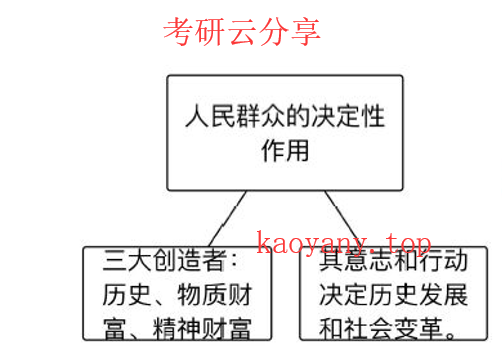 考研云分享
人民群众的决定性
作用
kaoyany.top
三大创造者：
历史、物质财
富、精神财富
其意志和行动
决定历史发展
和社会变革。